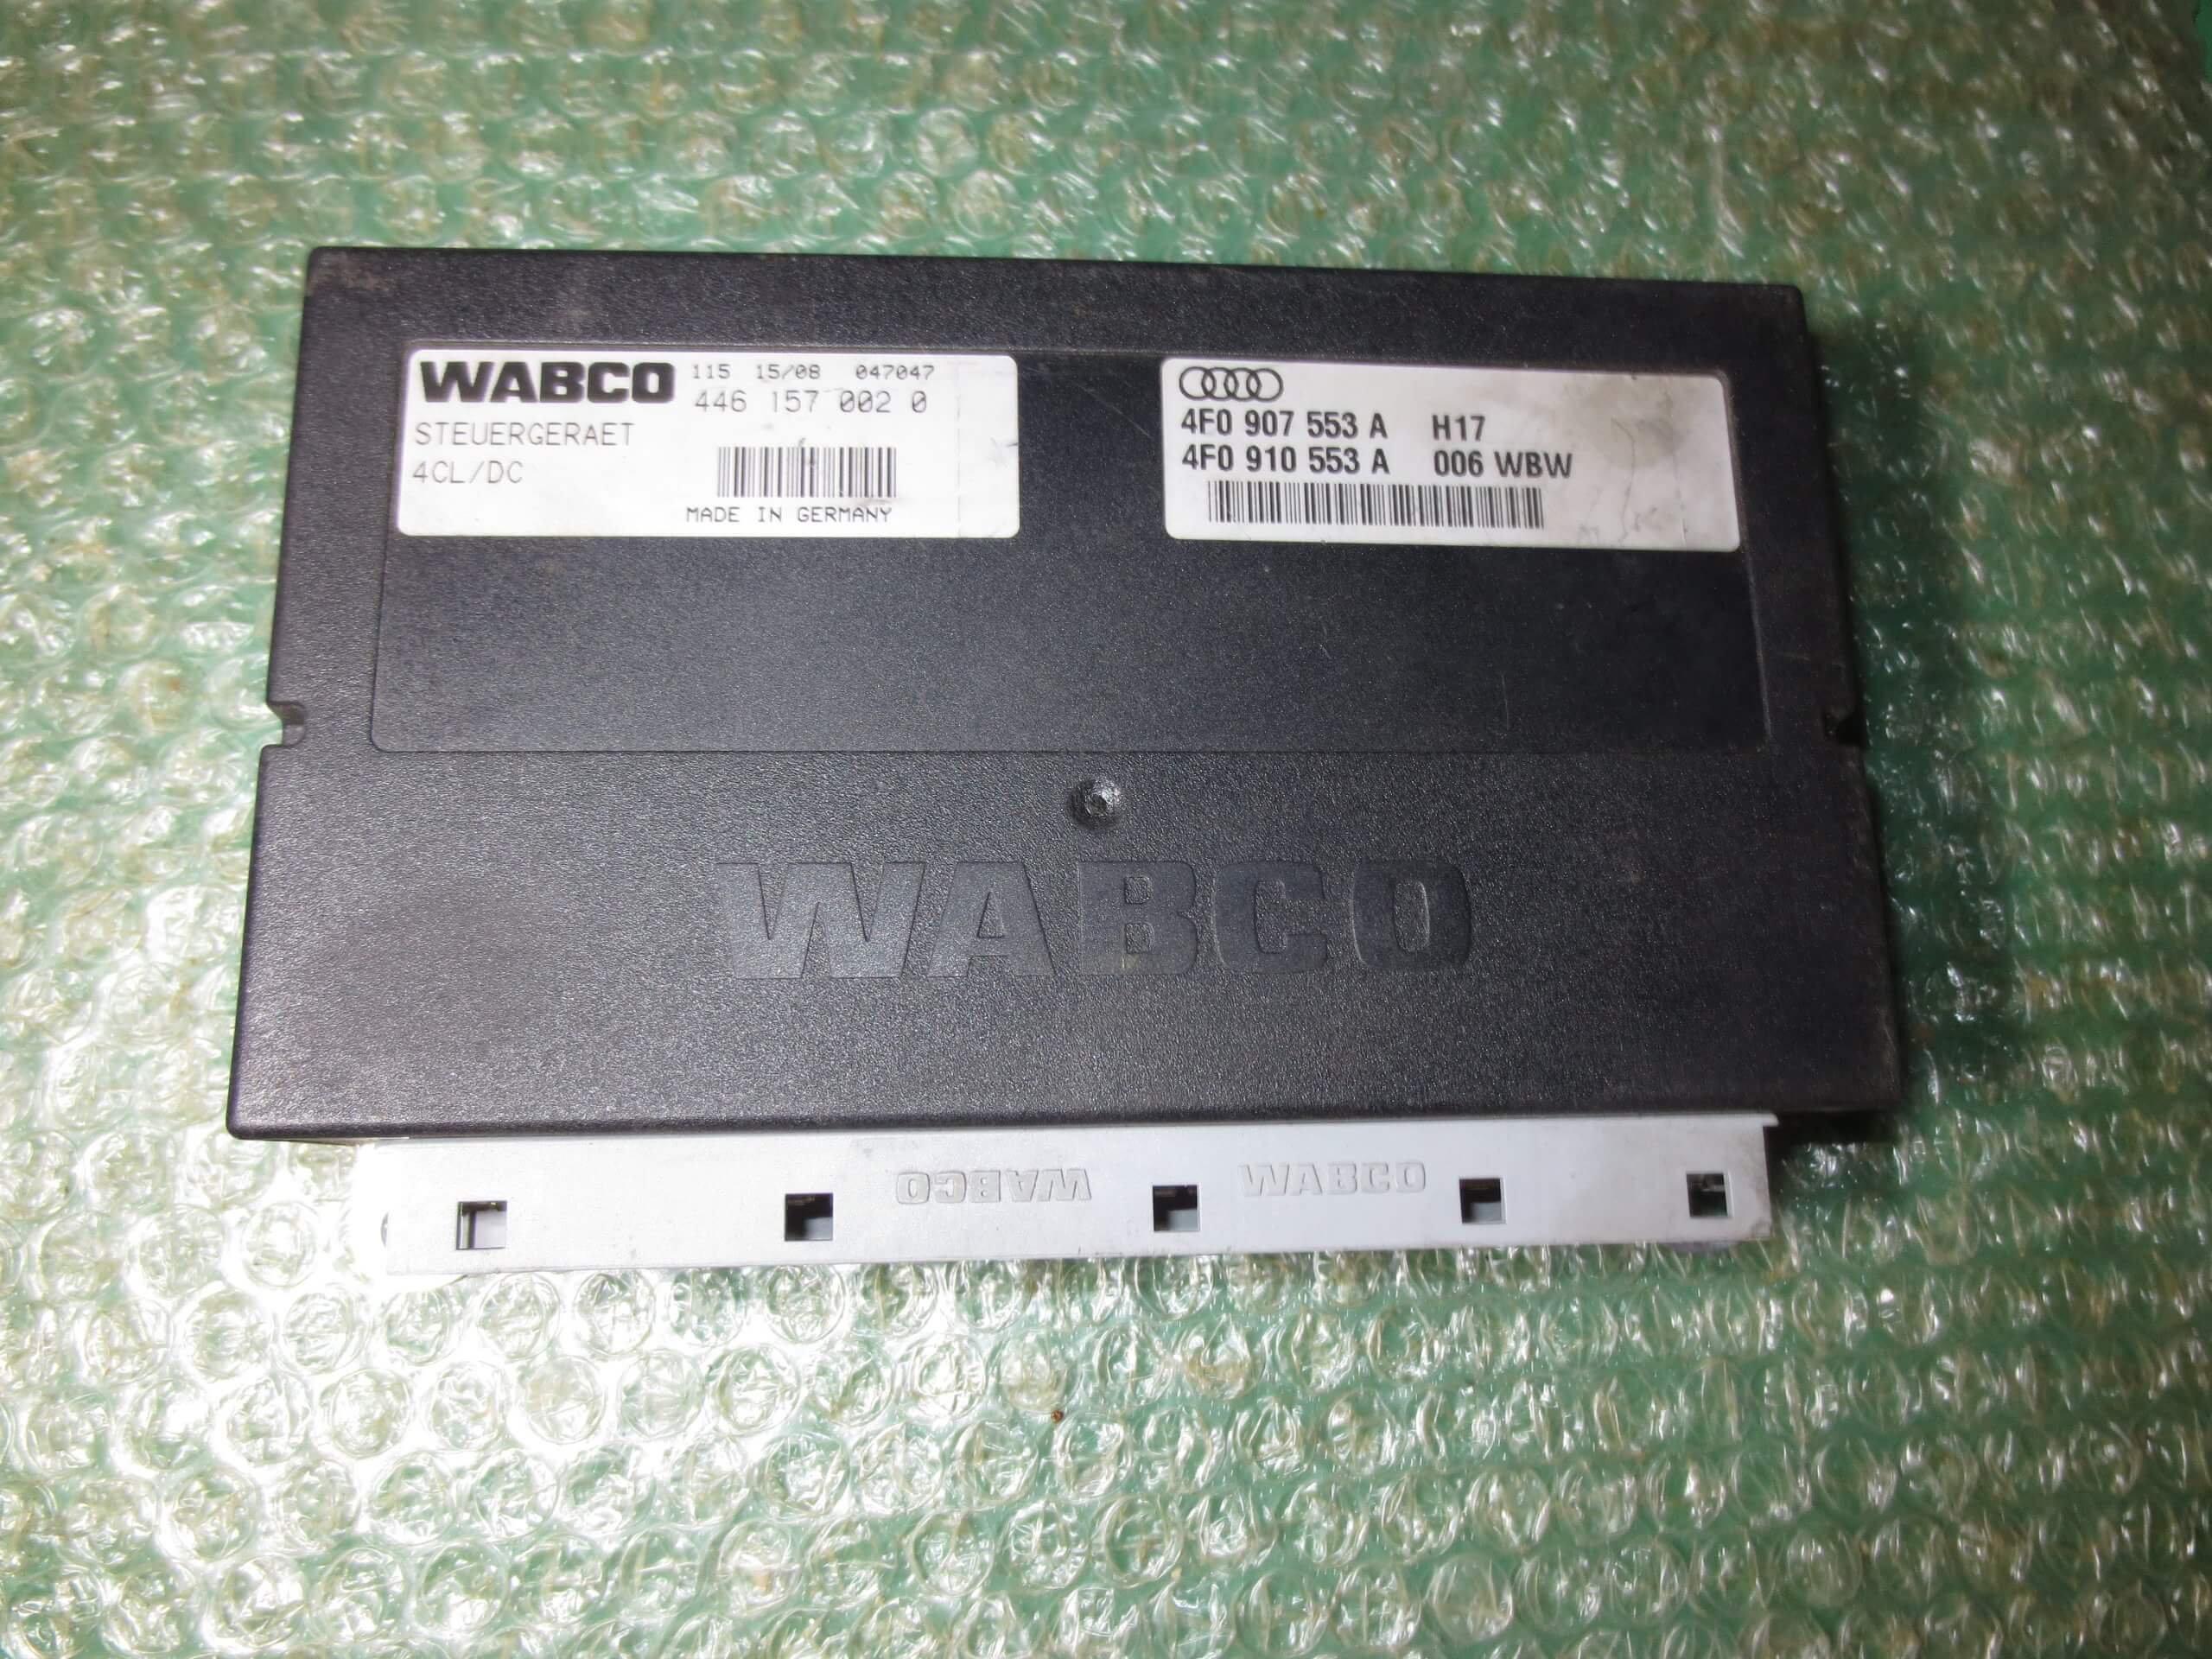 WABCO 115 15/08 047047
446 157 002 0
STEUERGERAET
4CL/DC
MADE IN GERMANY
4F0 907 553 A H17
4F0 910 553 A 006 WBW
WABCO
WABCO WABCO